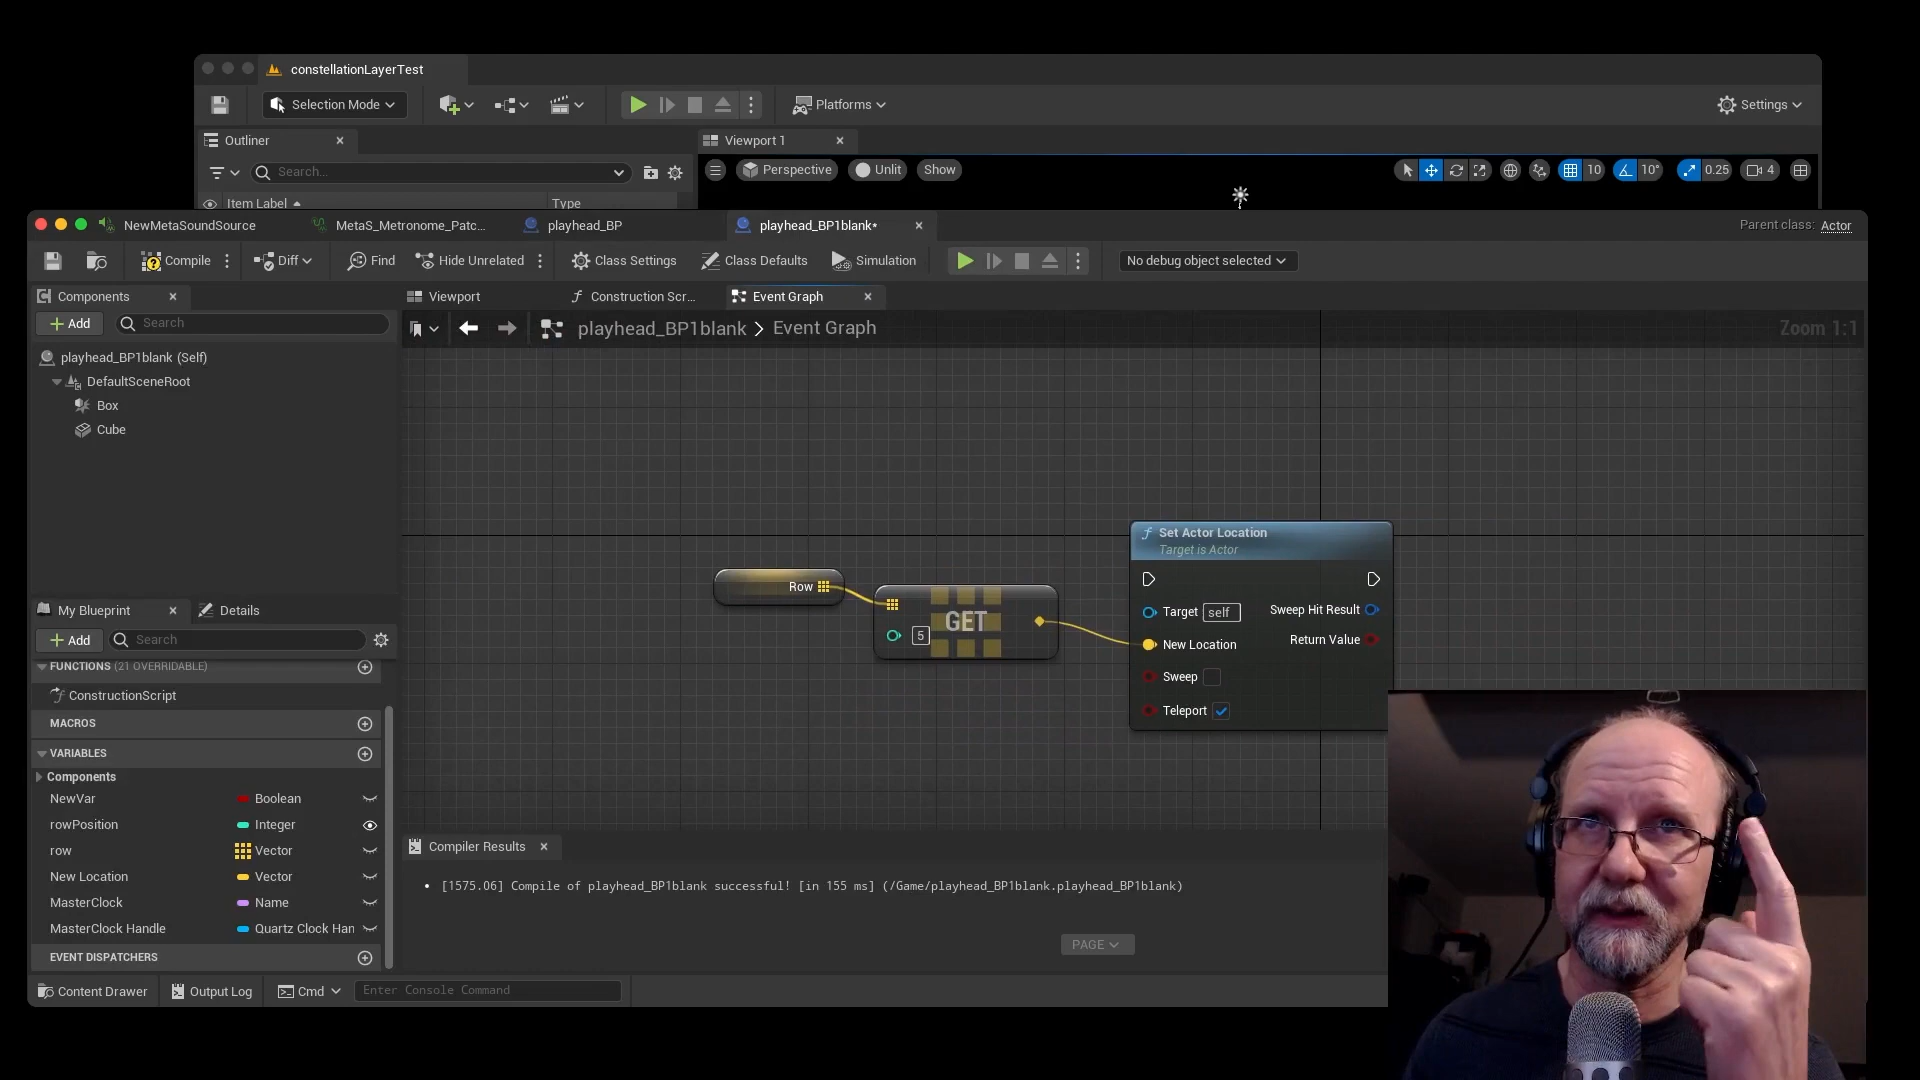 constellationLayerTest
Selection Mode
Platforms
Settings
Outliner
Viewport 1
Search...
Perspective
Unlit
Show
10
10°
0.25
4
Item Label
Type
NewMetaSoundSource
MetaS_Metronome_Patc...
playhead_BP
playhead_BP1blank*
Parent class: Actor
Compile
Diff
Find
Hide Unrelated
Class Settings
Class Defaults
Simulation
No debug object selected
Components
Viewport
Construction Scr...
Event Graph
Add
Search
playhead_BP1blank > Event Graph
Zoom 1:1
playhead_BP1blank (Self)
DefaultSceneRoot
Box
Cube
Set Actor Location
Target is Actor
Row
GET
5
Target self
Sweep Hit Result
New Location
Return Value
Sweep
Teleport
My Blueprint
Details
Add
Search
FUNCTIONS (21 OVERRIDABLE)
ConstructionScript
MACROS
VARIABLES
Components
NewVar Boolean
rowPosition Integer
row Vector
New Location Vector
MasterClock Name
MasterClock Handle Quartz Clock Han
EVENT DISPATCHERS
Compiler Results
[1575.06] Compile of playhead_BP1blank successful! [in 155 ms] (/Game/playhead_BP1blank.playhead_BP1blank)
PAGE
Content Drawer
Output Log
Cmd
Enter Console Command